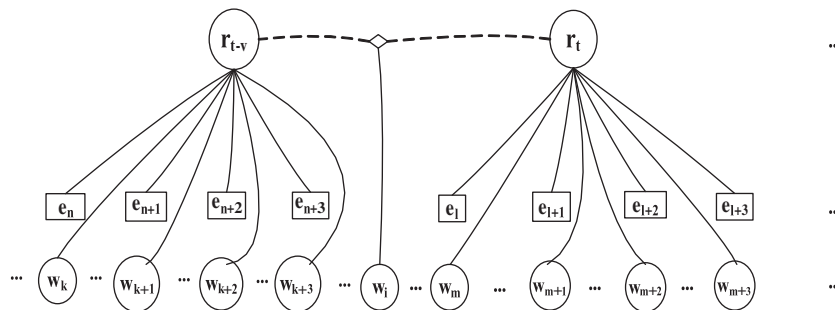 r_{t-v} r_t ...
e_n e_{n+1} e_{n+2} e_{n+3} e_l e_{l+1} e_{l+2} e_{l+3} ...
... w_k ... w_{k+1} ... w_{k+2} ... w_{k+3} ... w_i ... w_m ... w_{m+1} ... w_{m+2} ... w_{m+3} ...